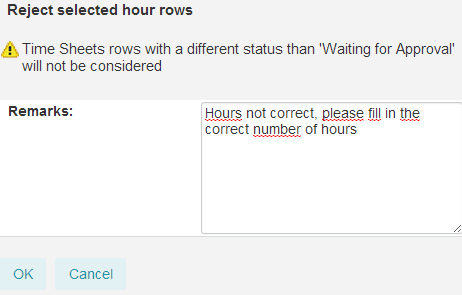 Reject selected hour rows
Time Sheets rows with a different status than 'Waiting for Approval'
will not be considered
Remarks:
Hours not correct, please fill in the
correct number of hours
OK
Cancel